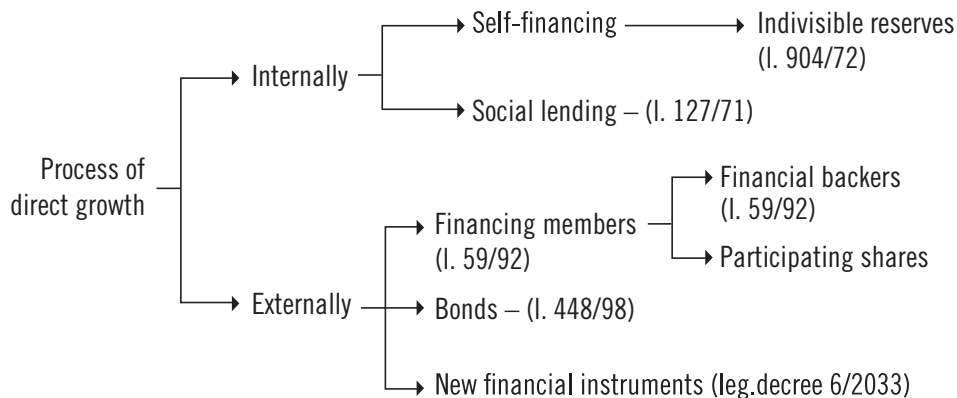 Process of
direct growth
Internally
Self-financing
Indivisible reserves
(l. 904/72)
Social lending – (l. 127/71)
Externally
Financing members
(l. 59/92)
Financial backers
(l. 59/92)
Participating shares
Bonds – (l. 448/98)
New financial instruments (leg.decree 6/2033)